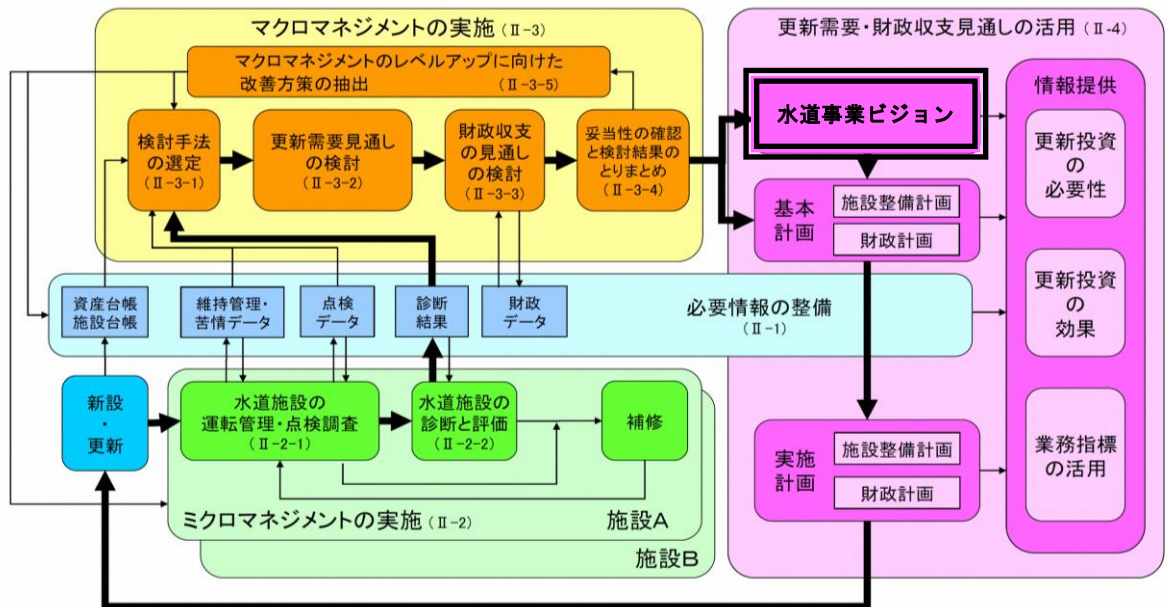 マクロマネジメントの実施(Ⅱ-3)
マクロマネジメントのレベルアップに向けた
改善方策の抽出 (Ⅱ-3-5)
検討手法
の選定
(Ⅱ-3-1)
更新需要見通し
の検討
(Ⅱ-3-2)
財政収支
の見通し
の検討
(Ⅱ-3-3)
妥当性の確認
と検討結果の
とりまとめ
(Ⅱ-3-4)
更新需要・財政収支見通しの活用(Ⅱ-4)
水道事業ビジョン
基本
計画
施設整備計画
財政計画
実施
計画
施設整備計画
財政計画
情報提供
更新投資
の
必要性
更新投資
の
効果
業務指標
の活用
資産台帳
施設台帳
維持管理・
苦情データ
点検
データ
診断
結果
財政
データ
必要情報の整備
(Ⅱ-1)
新設
・
更新
水道施設の
運転管理・点検調査
(Ⅱ-2-1)
水道施設の
診断と評価
(Ⅱ-2-2)
補修
ミクロマネジメントの実施(Ⅱ-2)
施設A
施設B